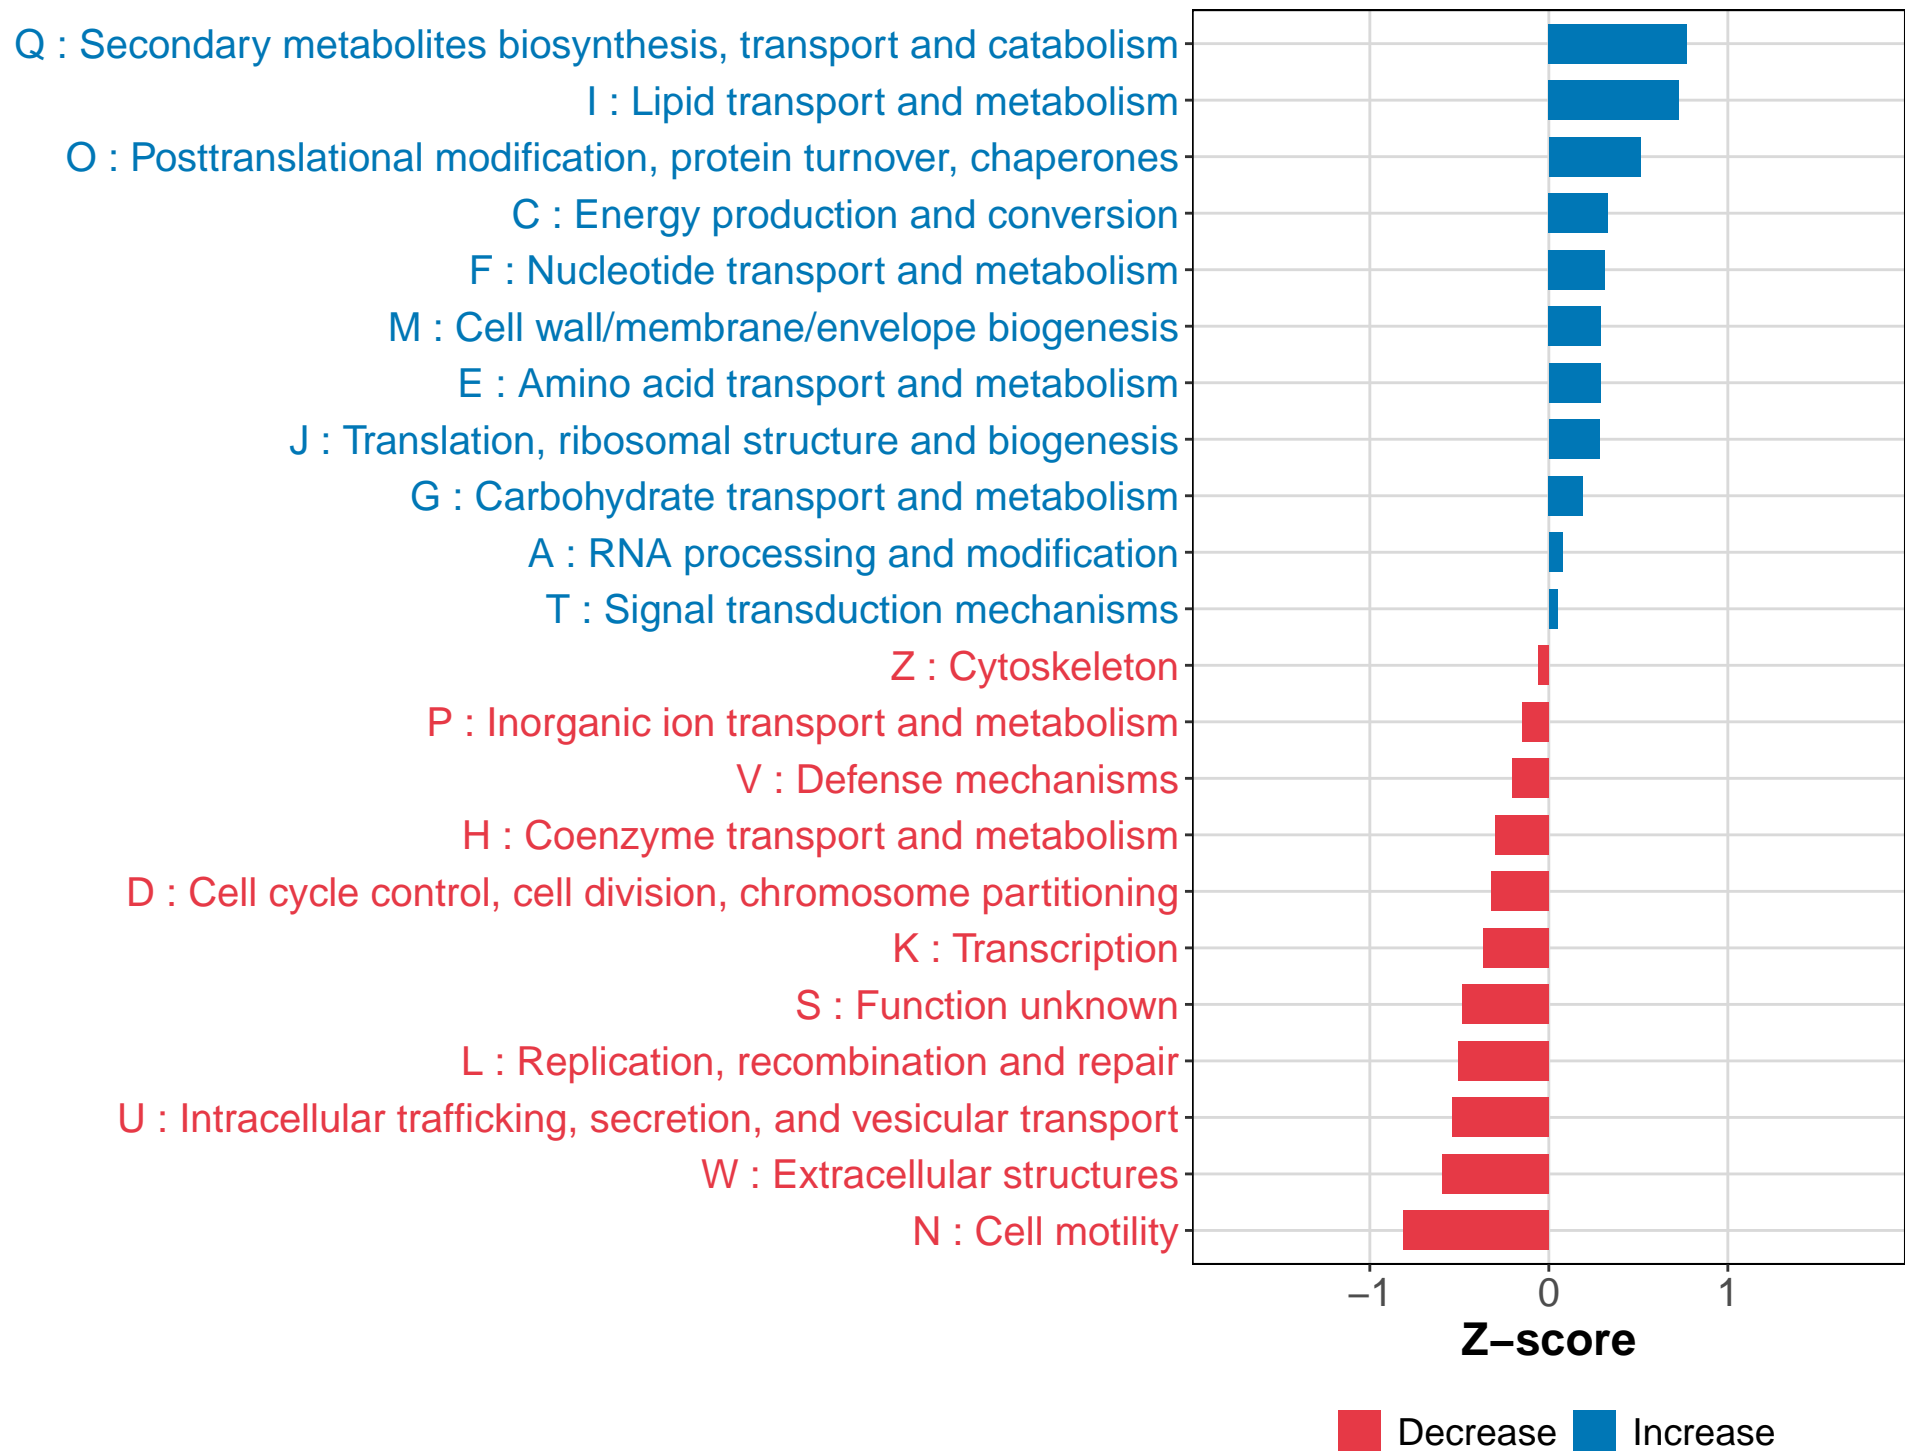 Q : Secondary metabolites biosynthesis, transport and catabolism
I : Lipid transport and metabolism
O : Posttranslational modification, protein turnover, chaperones
C : Energy production and conversion
F : Nucleotide transport and metabolism
M : Cell wall/membrane/envelope biogenesis
E : Amino acid transport and metabolism
J : Translation, ribosomal structure and biogenesis
G : Carbohydrate transport and metabolism
A : RNA processing and modification
T : Signal transduction mechanisms
Z : Cytoskeleton
P : Inorganic ion transport and metabolism
V : Defense mechanisms
H : Coenzyme transport and metabolism
D : Cell cycle control, cell division, chromosome partitioning
K : Transcription
S : Function unknown
L : Replication, recombination and repair
U : Intracellular trafficking, secretion, and vesicular transport
W : Extracellular structures
N : Cell motility
−1 0 1
Z−score
Decrease Increase